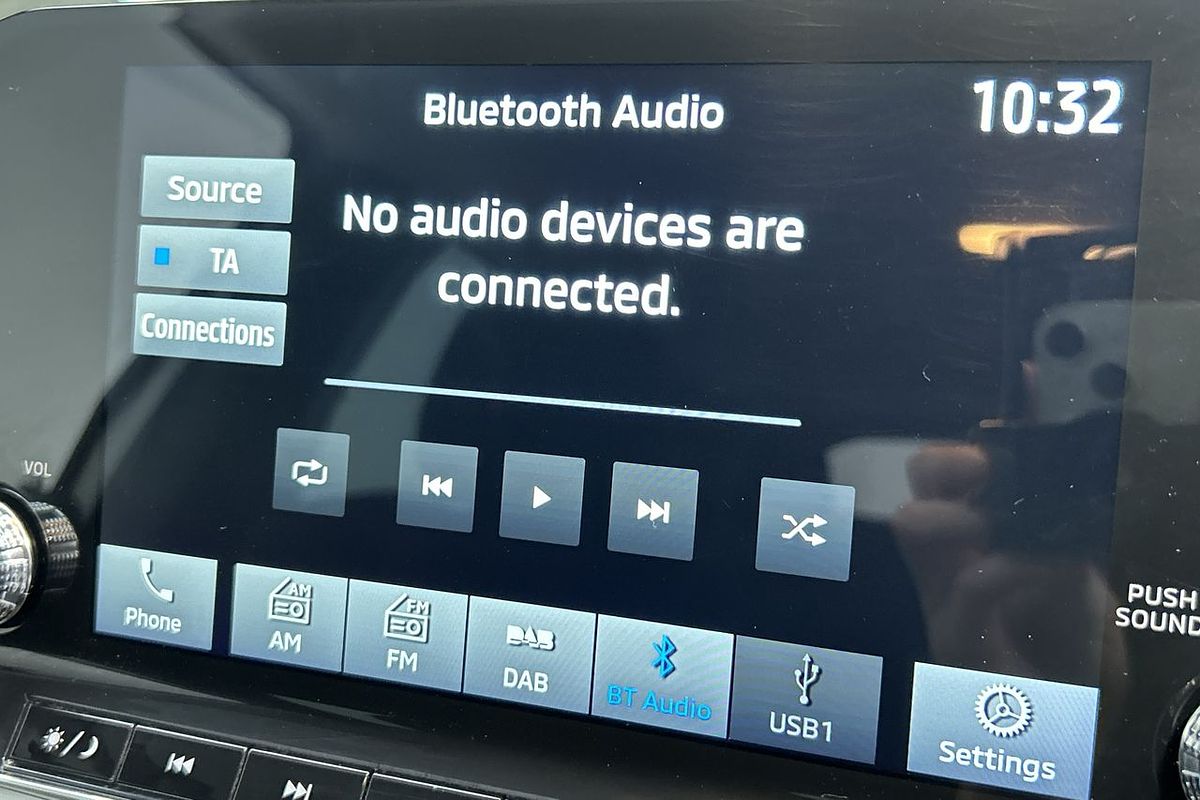 Bluetooth Audio
10:32
Source
No audio devices are
connected.
TA
Connections
VOL
PUSH
SOUND
Phone
AM
AM
FM
FM
DAB
DAB
BT Audio
USB1
Settings